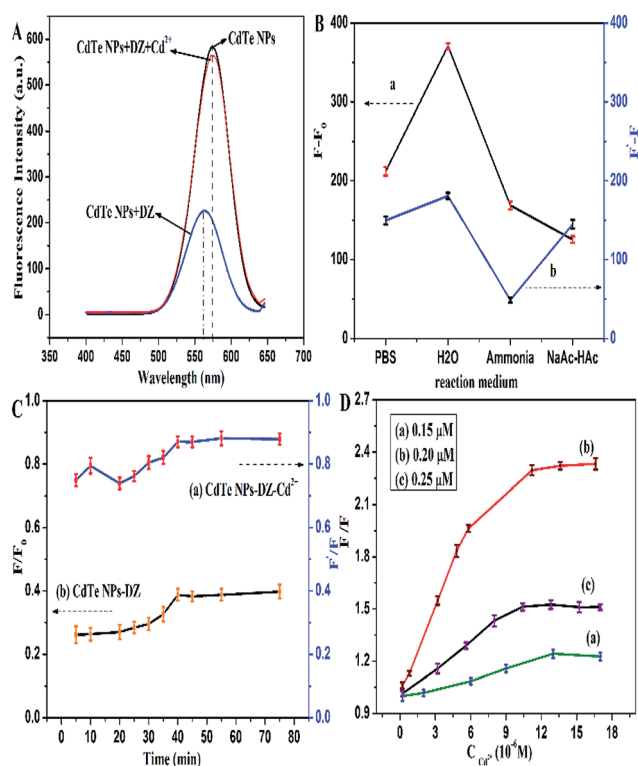 A
CdTe NPs
CdTe NPs+DZ+Cd²⁺
CdTe NPs+DZ
Fluorescence Intensity (a.u.)
600
500
400
300
200
100
0
350 400 450 500 550 600 650 700
Wavelength (nm)
B
a
b
F-F₀
F'-F
400
300
200
100
0
400
350
300
250
200
150
100
50
0
PBS H2O Ammonia NaAc-HAc
reaction medium
C
(a) CdTe NPs-DZ-Cd²⁺
(b) CdTe NPs-DZ
F/F₀
F'/F
1.0
0.8
0.6
0.4
0.2
0.0
1.0
0.8
0.6
0.4
0.2
0.0
0 10 20 30 40 50 60 70 80
Time (min)
D
(a) 0.15 μM
(b) 0.20 μM
(c) 0.25 μM
(b)
(c)
(a)
F'/F
2.7
2.4
2.1
1.8
1.5
1.2
0.9
0 3 6 9 12 15 18
C Cd²⁺ (10⁻⁶M)